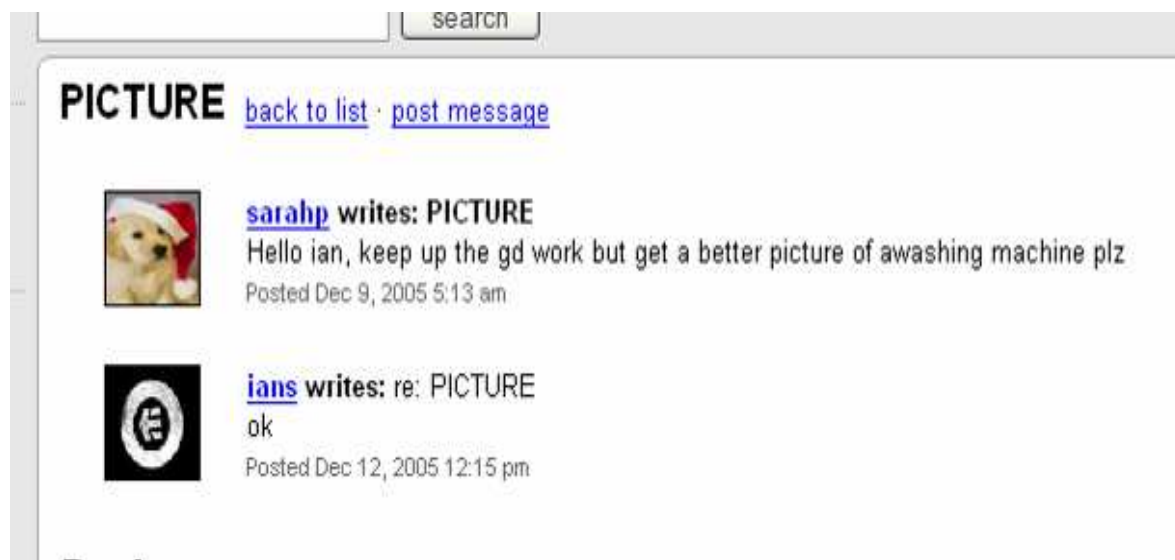 search
PICTURE back to list · post message
sarahp writes: PICTURE
Hello ian, keep up the gd work but get a better picture of awashing machine plz
Posted Dec 9, 2005 5:13 am
ians writes: re: PICTURE
ok
Posted Dec 12, 2005 12:15 pm